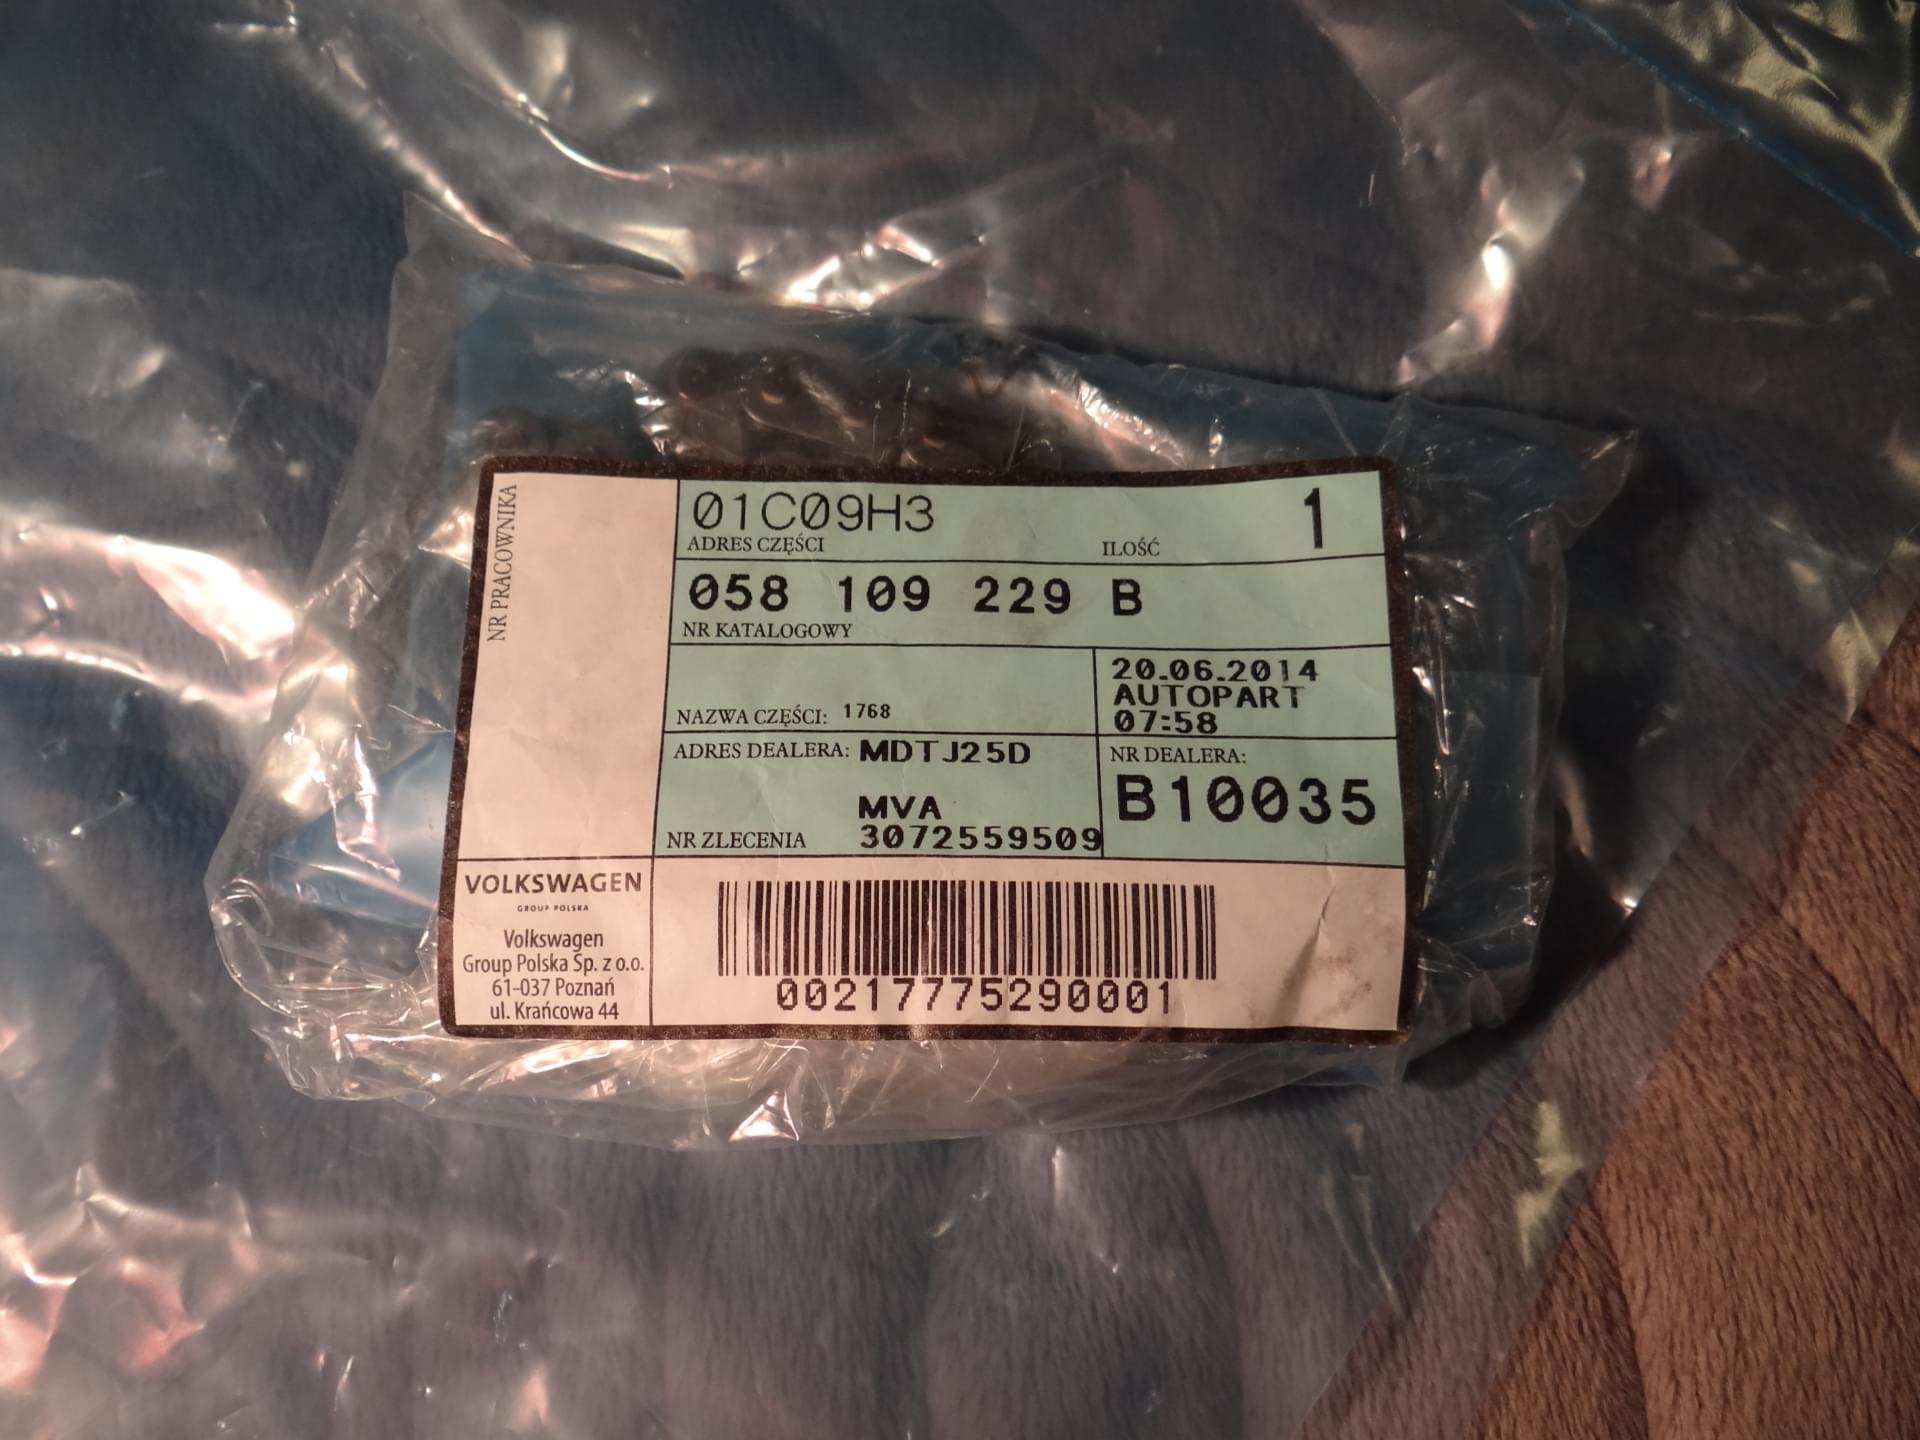 NR PRACOWNIKA
01C09H3 1
ADRES CZĘŚCI ILOŚĆ
058 109 229 B
NR KATALOGOWY
NAZWA CZĘŚCI: 1768
20.06.2014
AUTOPART
07:58
ADRES DEALERA: MDTJ25D
MVA
NR ZLECENIA 3072559509
NR DEALERA:
B10035
VOLKSWAGEN
GROUP POLSKA
Volkswagen
Group Polska Sp. z o.o.
61-037 Poznań
ul. Krańcowa 44
00217775290001